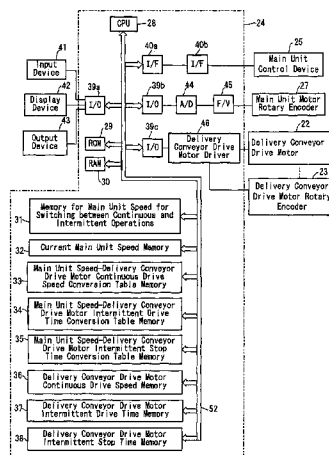 CPU
28
24
41
Input Device
42
Display Device
43
Output Device
39a
I/O
29
ROM
RAM
30
40a
I/F
40b
I/F
25
Main Unit Control Device
39b
I/O
44
A/D
45
F/V
27
Main Unit Motor Rotary Encoder
39c
I/O
46
Delivery Conveyor Drive Motor Driver
22
Delivery Conveyor Drive Motor
23
Delivery Conveyor Drive Motor Rotary Encoder
31
Memory for Main Unit Speed for Switching between Continuous and Intermittent Operations
32
Current Main Unit Speed Memory
33
Main Unit Speed-Delivery Conveyor Drive Motor Continuous Drive Speed Conversion Table Memory
34
Main Unit Speed-Delivery Conveyor Drive Motor Intermittent Drive Time Conversion Table Memory
35
Main Unit Speed-Delivery Conveyor Drive Motor Intermittent Stop Time Conversion Table Memory
36
Delivery Conveyor Drive Motor Continuous Drive Speed Memory
37
Delivery Conveyor Drive Motor Intermittent Drive Time Memory
38
Delivery Conveyor Drive Motor Intermittent Stop Time Memory
52